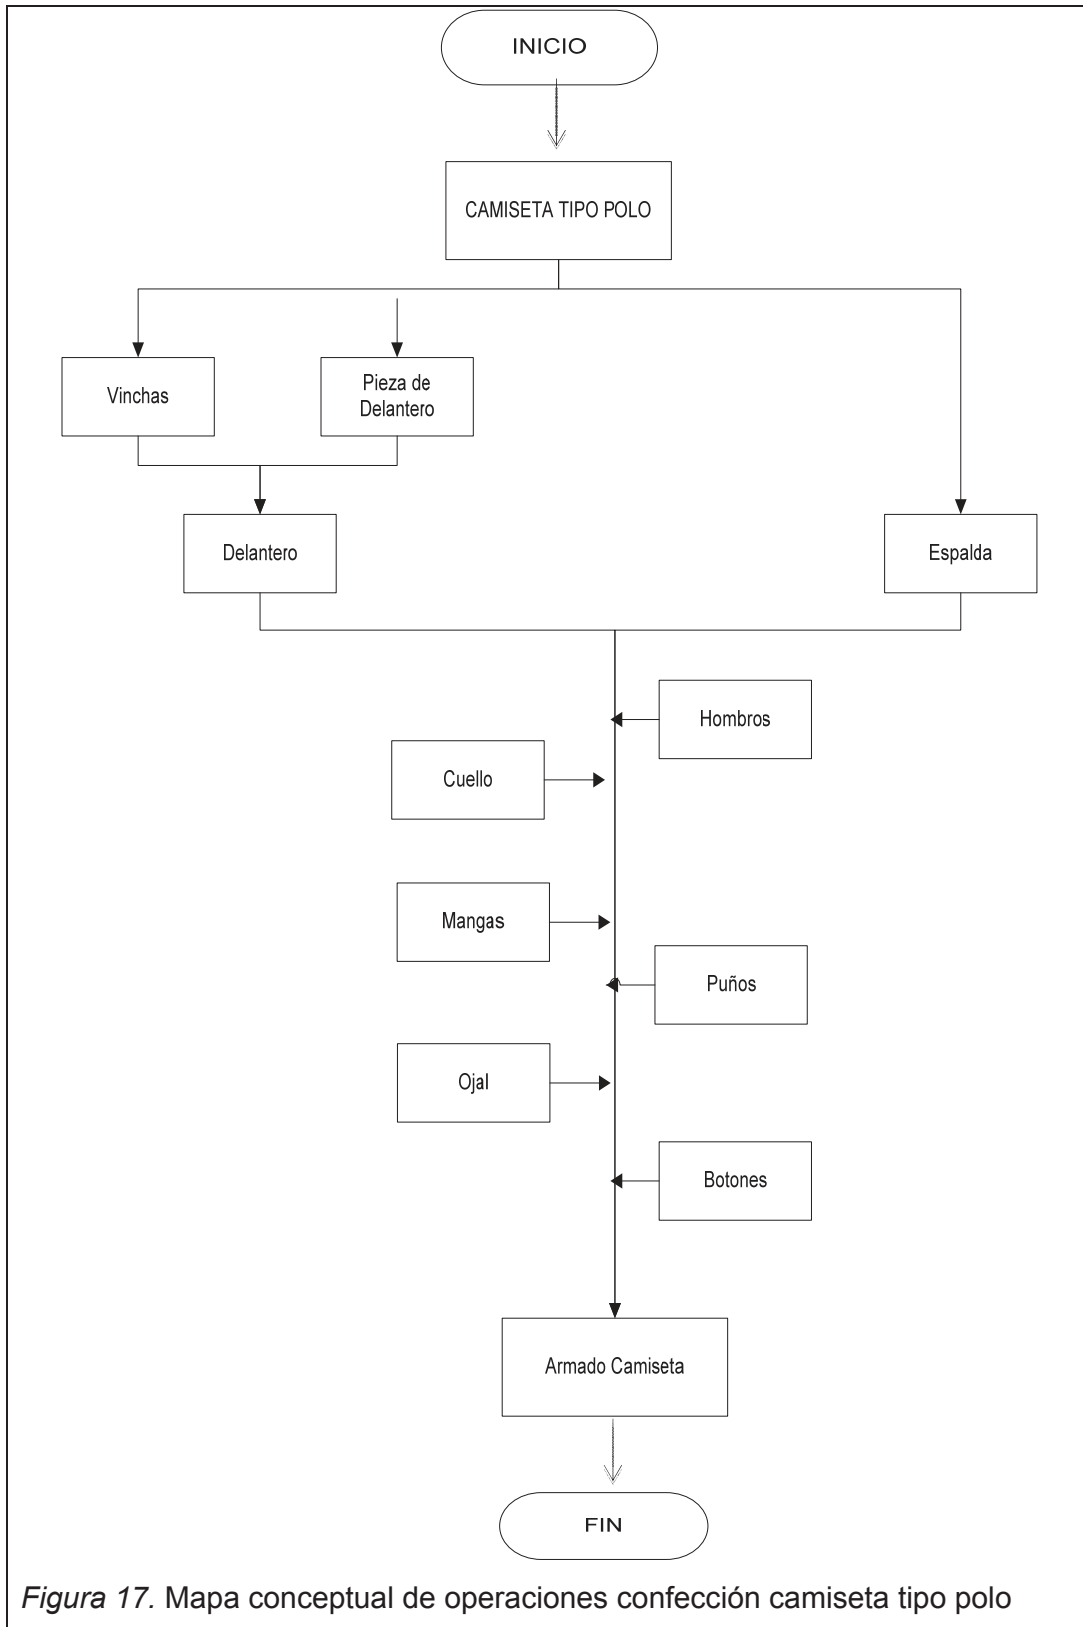 INICIO
CAMISETA TIPO POLO
Vinchas
Pieza de
Delantero
Delantero
Espalda
Hombros
Cuello
Mangas
Puños
Ojal
Botones
Armado Camiseta
FIN
Figura 17. Mapa conceptual de operaciones confección camiseta tipo polo